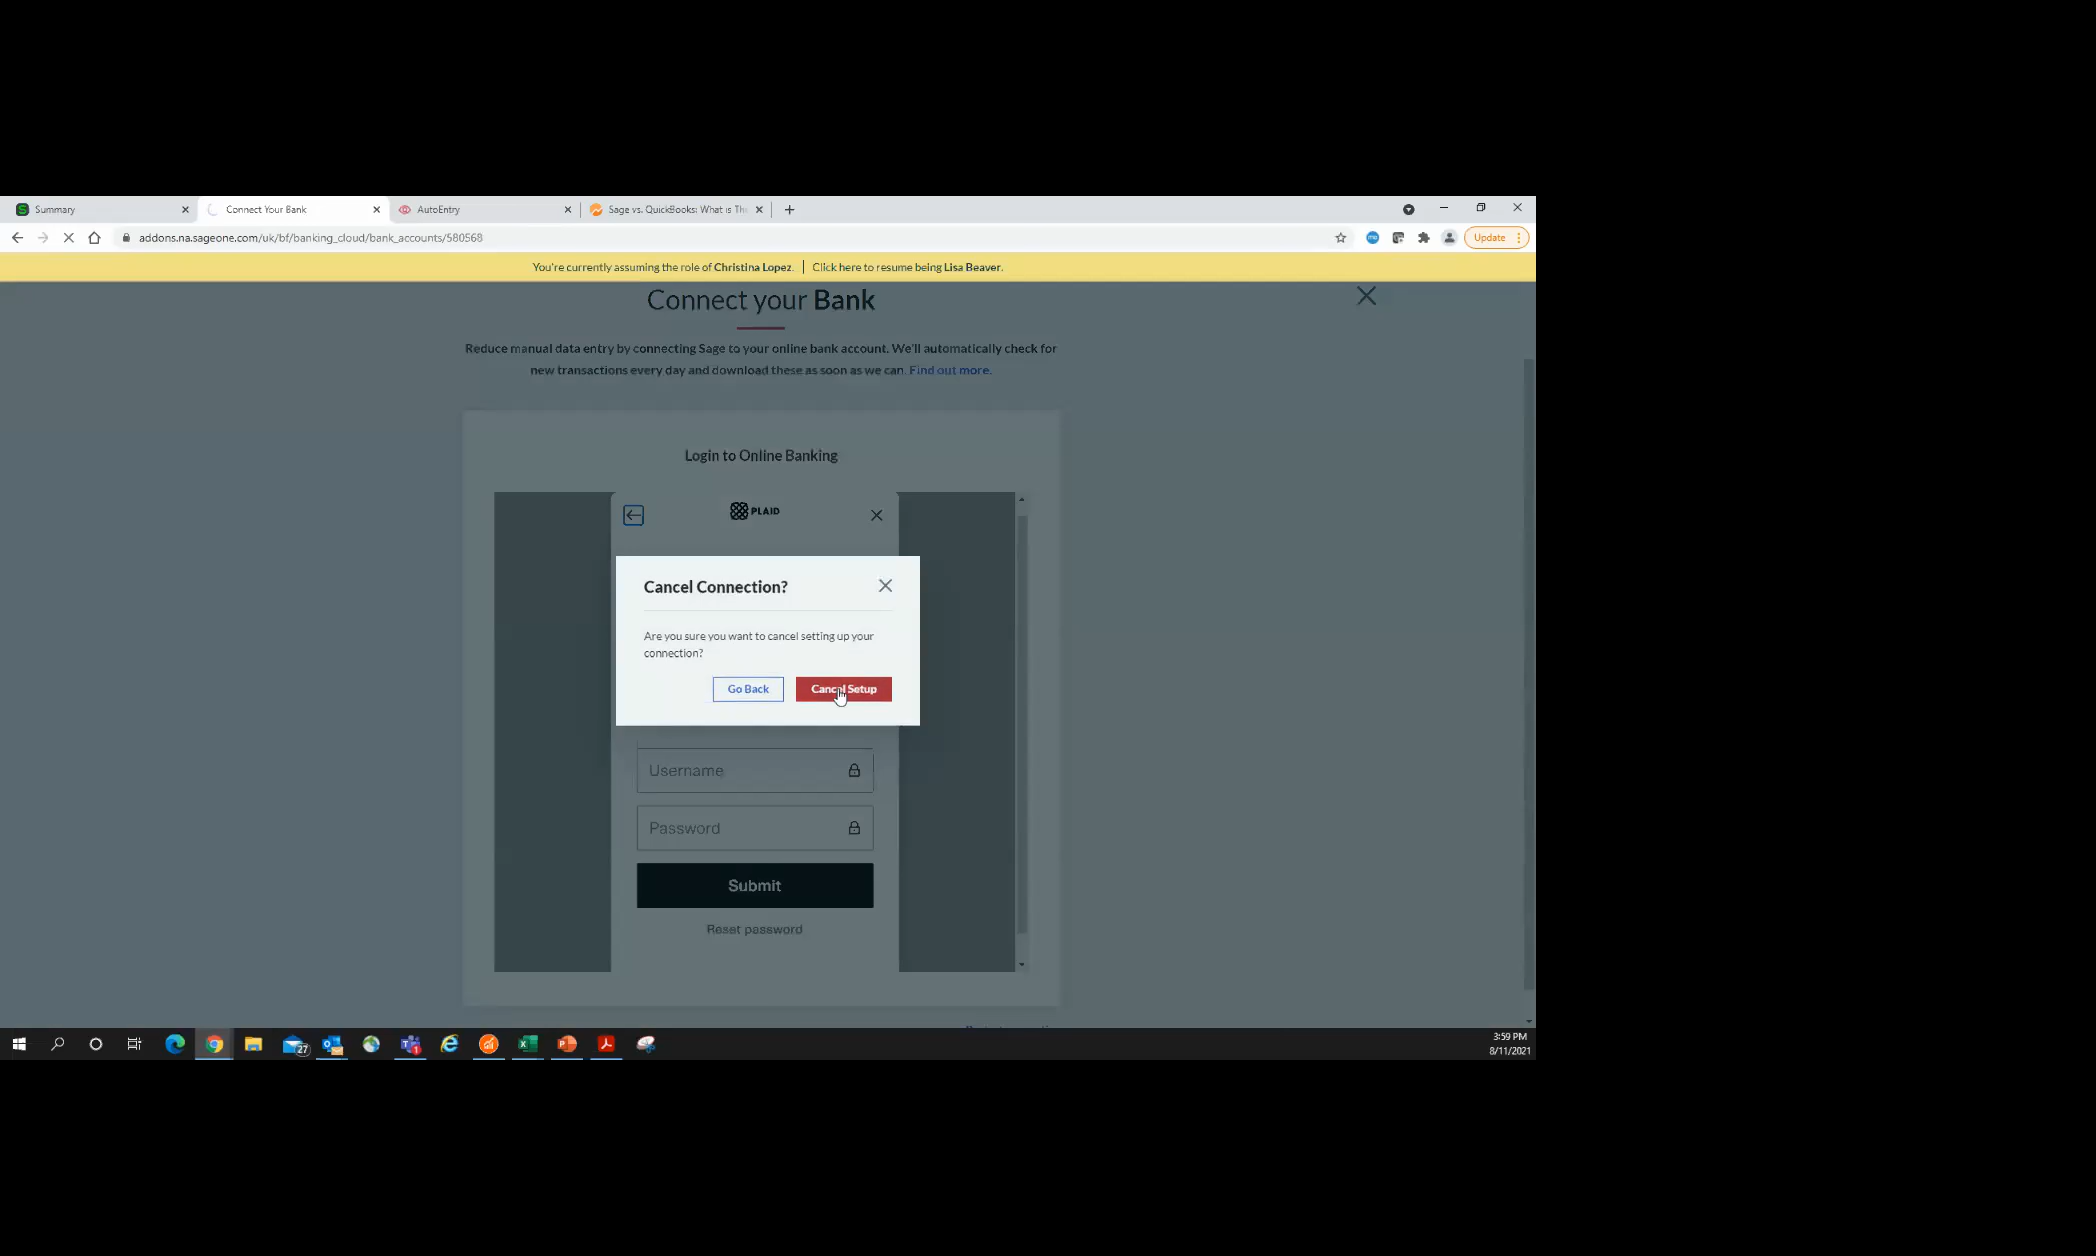 Summary
Connect Your Bank
AutoEntry
Sage vs. QuickBooks: What is Th
addons.na.sageone.com/uk/bf/banking_cloud/bank_accounts/580568
Update
You're currently assuming the role of Christina Lopez. | Click here to resume being Lisa Beaver.
Connect your Bank
Reduce manual data entry by connecting Sage to your online bank account. We'll automatically check for
new transactions every day and download these as soon as we can. Find out more.
Login to Online Banking
PLAID
Cancel Connection?
Are you sure you want to cancel setting up your
connection?
Go Back
Cancel Setup
Username
Password
Submit
Reset password
27
1
3:59 PM
8/11/2021